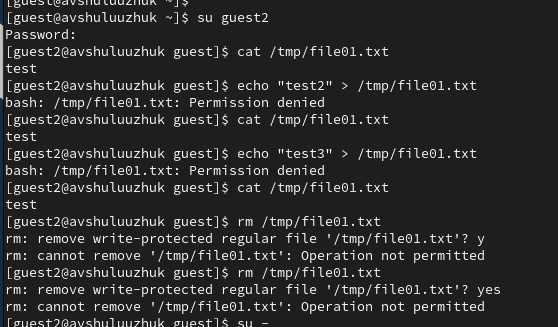 [guest@avshuluuzhuk ~]$
[guest@avshuluuzhuk ~]$ su guest2
Password:
[guest2@avshuluuzhuk guest]$ cat /tmp/file01.txt
test
[guest2@avshuluuzhuk guest]$ echo "test2" > /tmp/file01.txt
bash: /tmp/file01.txt: Permission denied
[guest2@avshuluuzhuk guest]$ cat /tmp/file01.txt
test
[guest2@avshuluuzhuk guest]$ echo "test3" > /tmp/file01.txt
bash: /tmp/file01.txt: Permission denied
[guest2@avshuluuzhuk guest]$ cat /tmp/file01.txt
test
[guest2@avshuluuzhuk guest]$ rm /tmp/file01.txt
rm: remove write-protected regular file '/tmp/file01.txt'? y
rm: cannot remove '/tmp/file01.txt': Operation not permitted
[guest2@avshuluuzhuk guest]$ rm /tmp/file01.txt
rm: remove write-protected regular file '/tmp/file01.txt'? yes
rm: cannot remove '/tmp/file01.txt': Operation not permitted
[guest2@avshuluuzhuk guest]$ su -